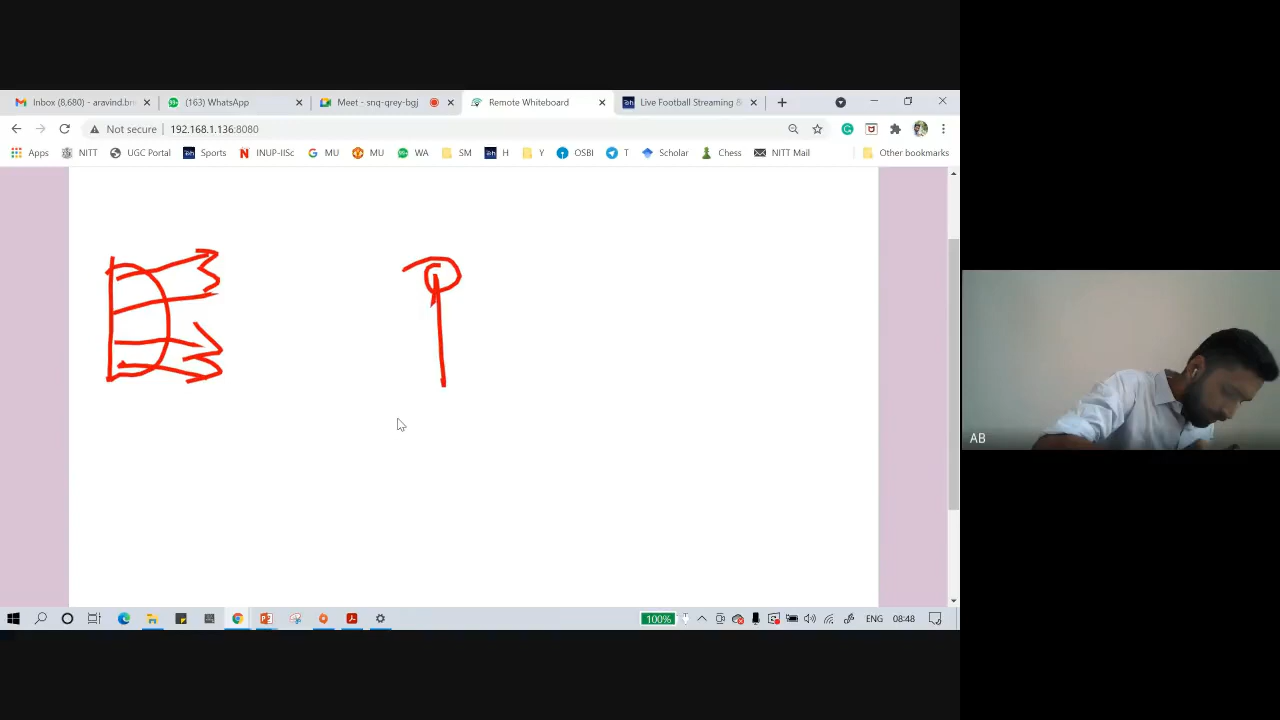 Inbox (8,680) - aravind.bre
(163) WhatsApp
Meet - snq-qrey-bgj
Remote Whiteboard
Live Football Streaming &
Not secure
192.168.1.136:8080
Apps
NITT
UGC Portal
Sports
INUP-IISc
MU
MU
WA
SM
H
Y
OSBI
T
Scholar
Chess
NITT Mail
Other bookmarks
AB
100%
ENG
08:48